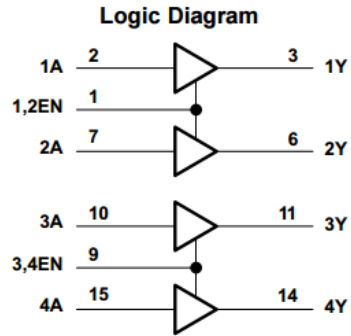 Logic Diagram
1A 2 3 1Y
1,2EN 1
2A 7 6 2Y
3A 10 11 3Y
3,4EN 9
4A 15 14 4Y